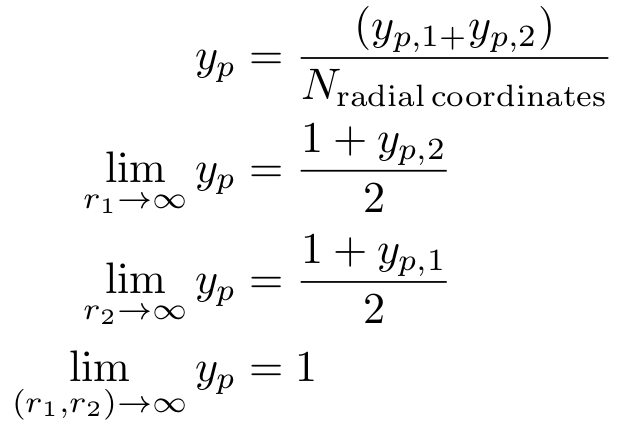 $y_p = \frac{(y_{p,1+} y_{p,2})}{N_{\text{radial coordinates}}}$
$\lim_{r_1 \to \infty} y_p = \frac{1 + y_{p,2}}{2}$
$\lim_{r_2 \to \infty} y_p = \frac{1 + y_{p,1}}{2}$
$\lim_{(r_1, r_2) \to \infty} y_p = 1$